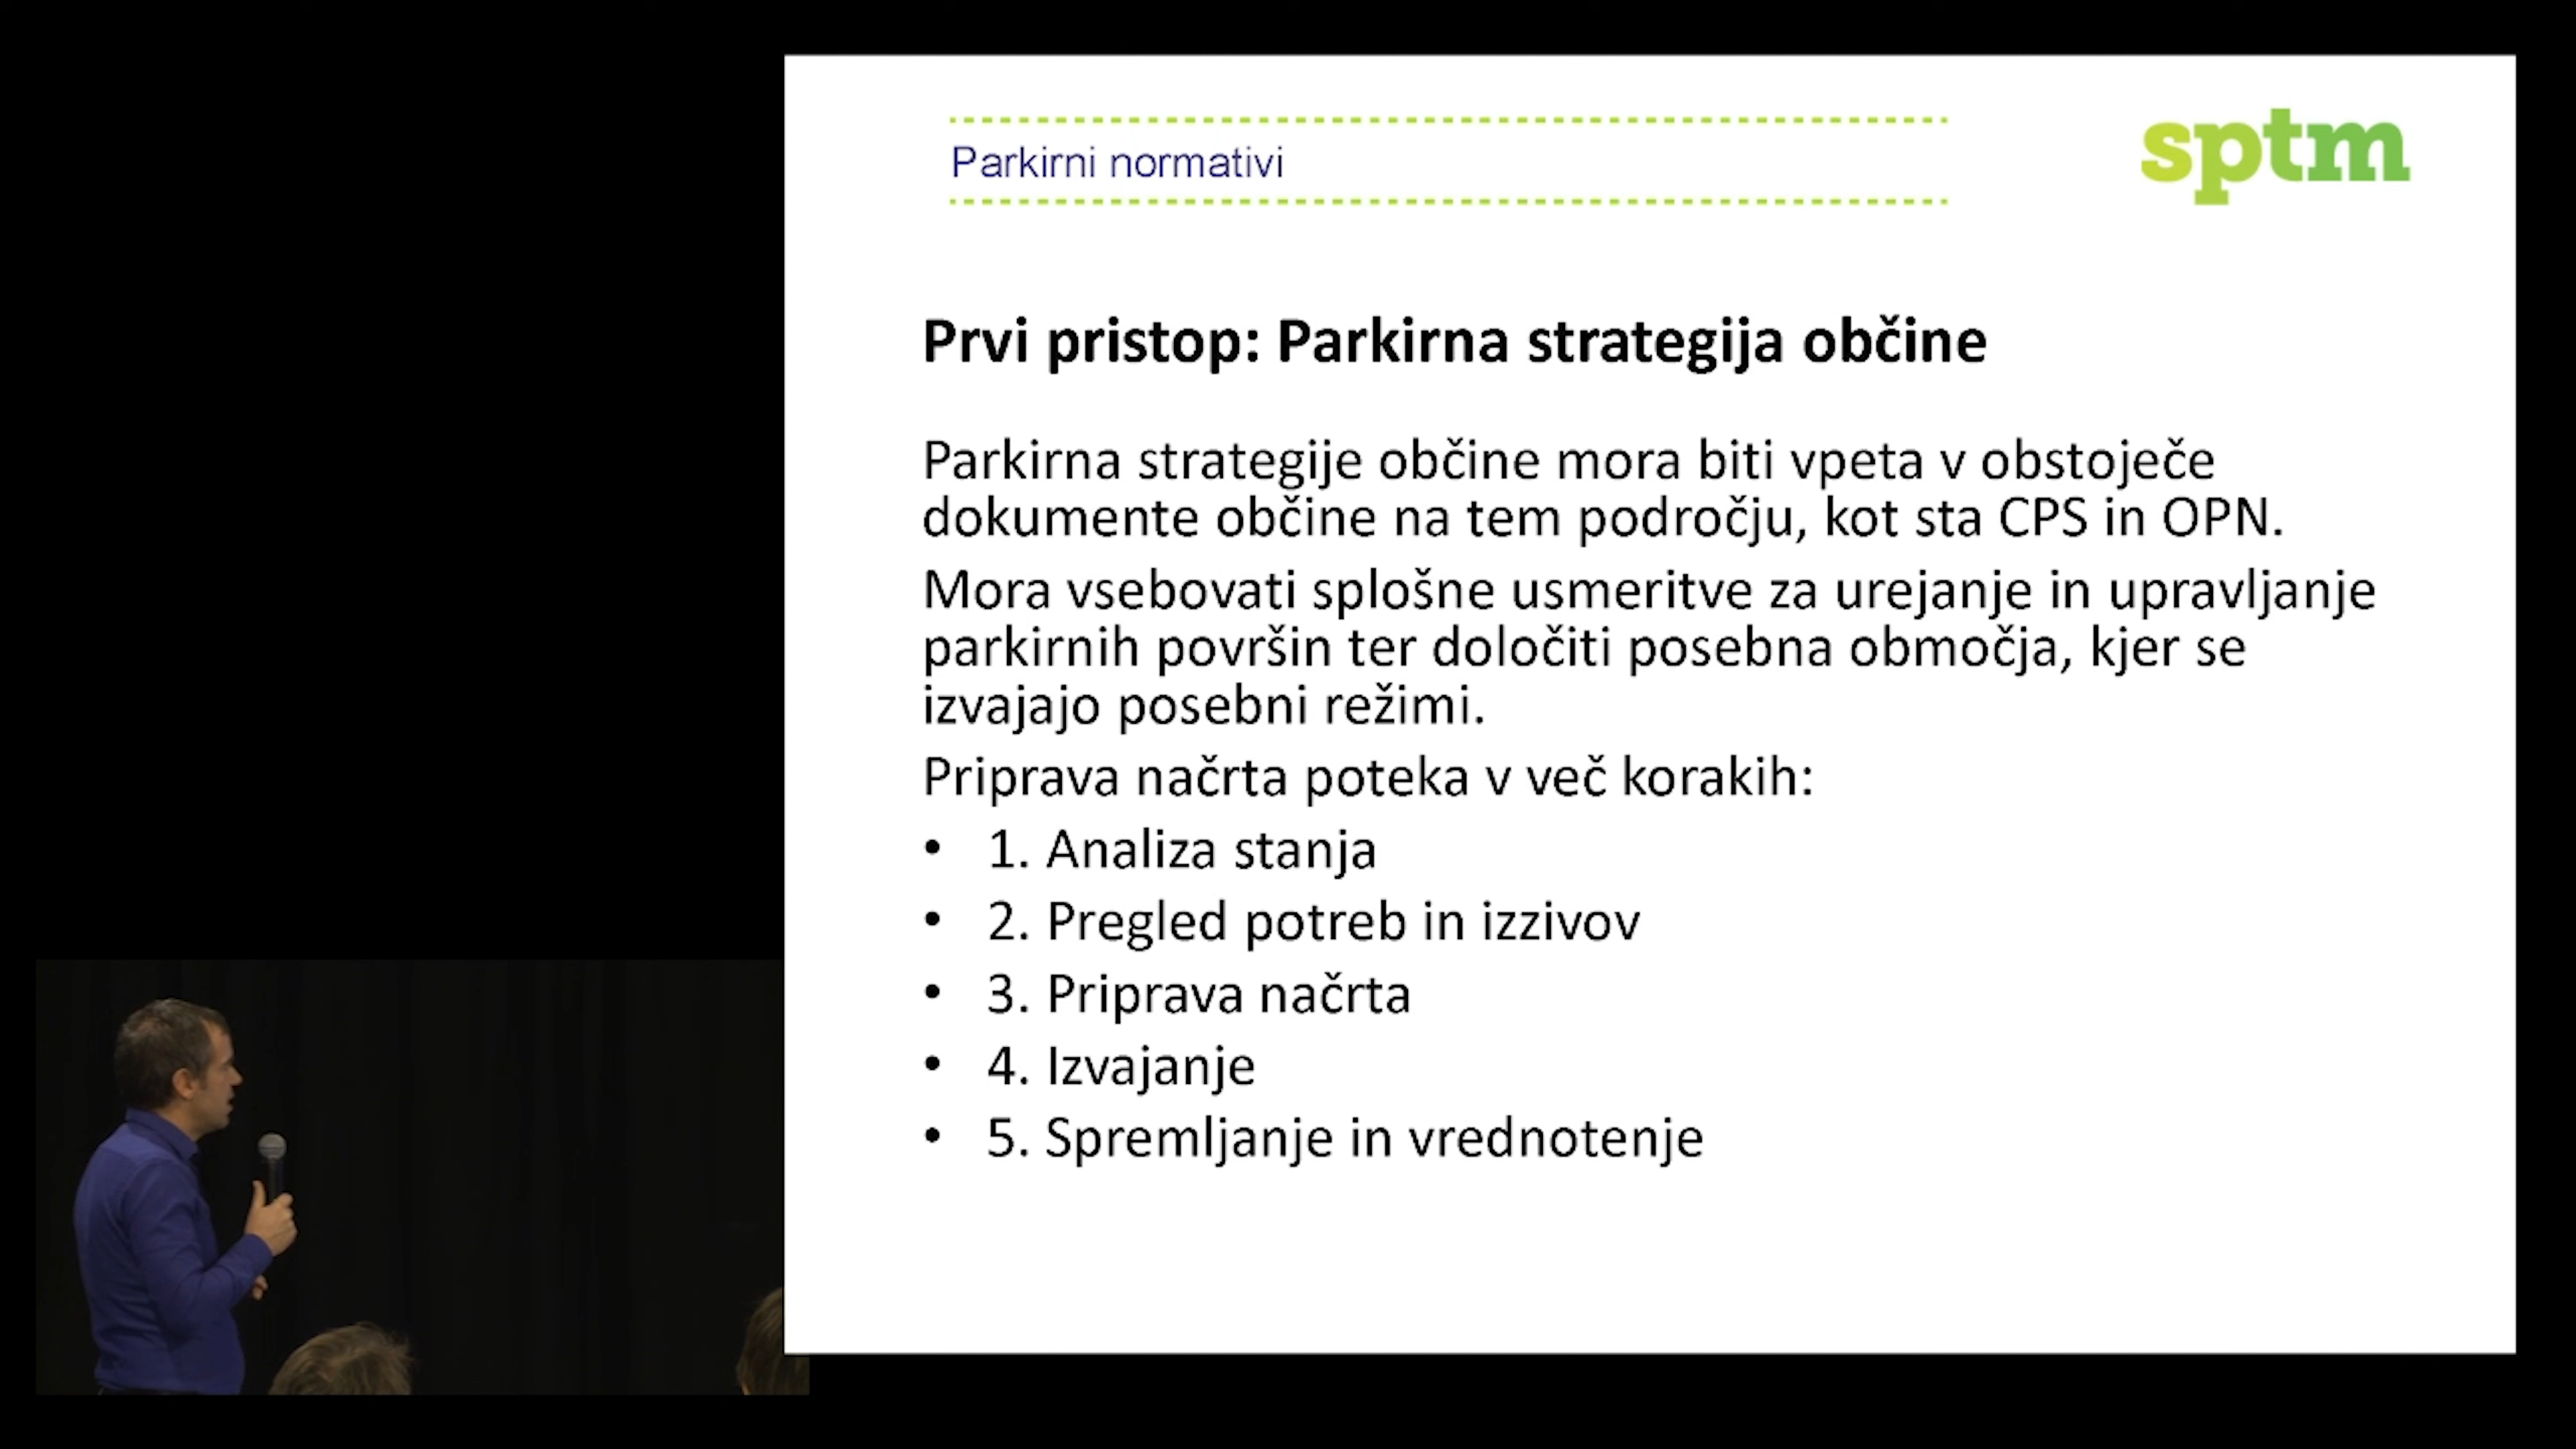 Parkirni normativi
sptm
Prvi pristop: Parkirna strategija občine
Parkirna strategije občine mora biti vpeta v obstoječe
dokumente občine na tem področju, kot sta CPS in OPN.
Mora vsebovati splošne usmeritve za urejanje in upravljanje
parkirnih površin ter določiti posebna območja, kjer se
izvajajo posebni režimi.
Priprava načrta poteka v več korakih:
• 1. Analiza stanja
• 2. Pregled potreb in izzivov
• 3. Priprava načrta
• 4. Izvajanje
• 5. Spremljanje in vrednotenje